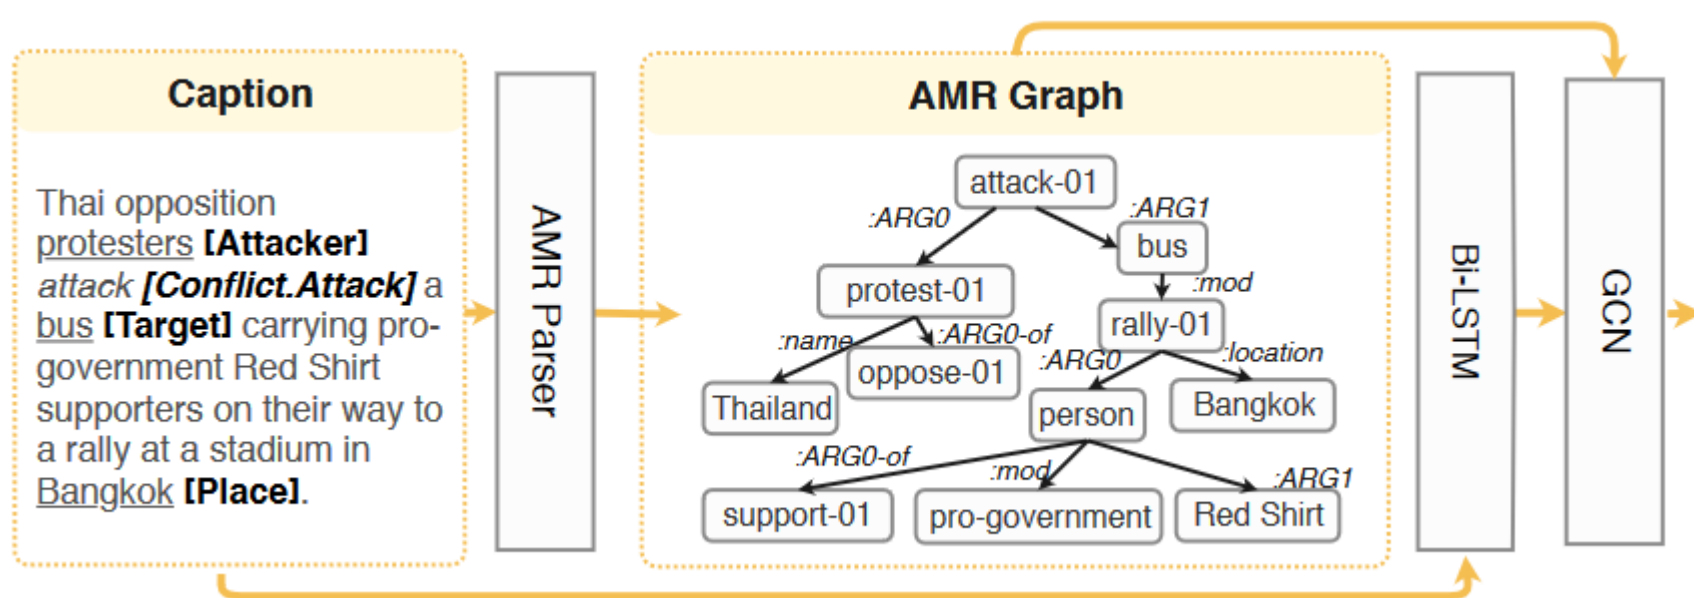 Caption
Thai opposition
protesters [Attacker]
attack [Conflict.Attack] a
bus [Target] carrying pro-
government Red Shirt
supporters on their way to
a rally at a stadium in
Bangkok [Place].
AMR Parser
AMR Graph
attack-01
:ARG0
:ARG1
bus
protest-01
:mod
rally-01
:name
:ARG0-of
:ARG0
:location
oppose-01
Thailand
person
Bangkok
:ARG0-of
:mod
:ARG1
support-01
pro-government
Red Shirt
Bi-LSTM
GCN